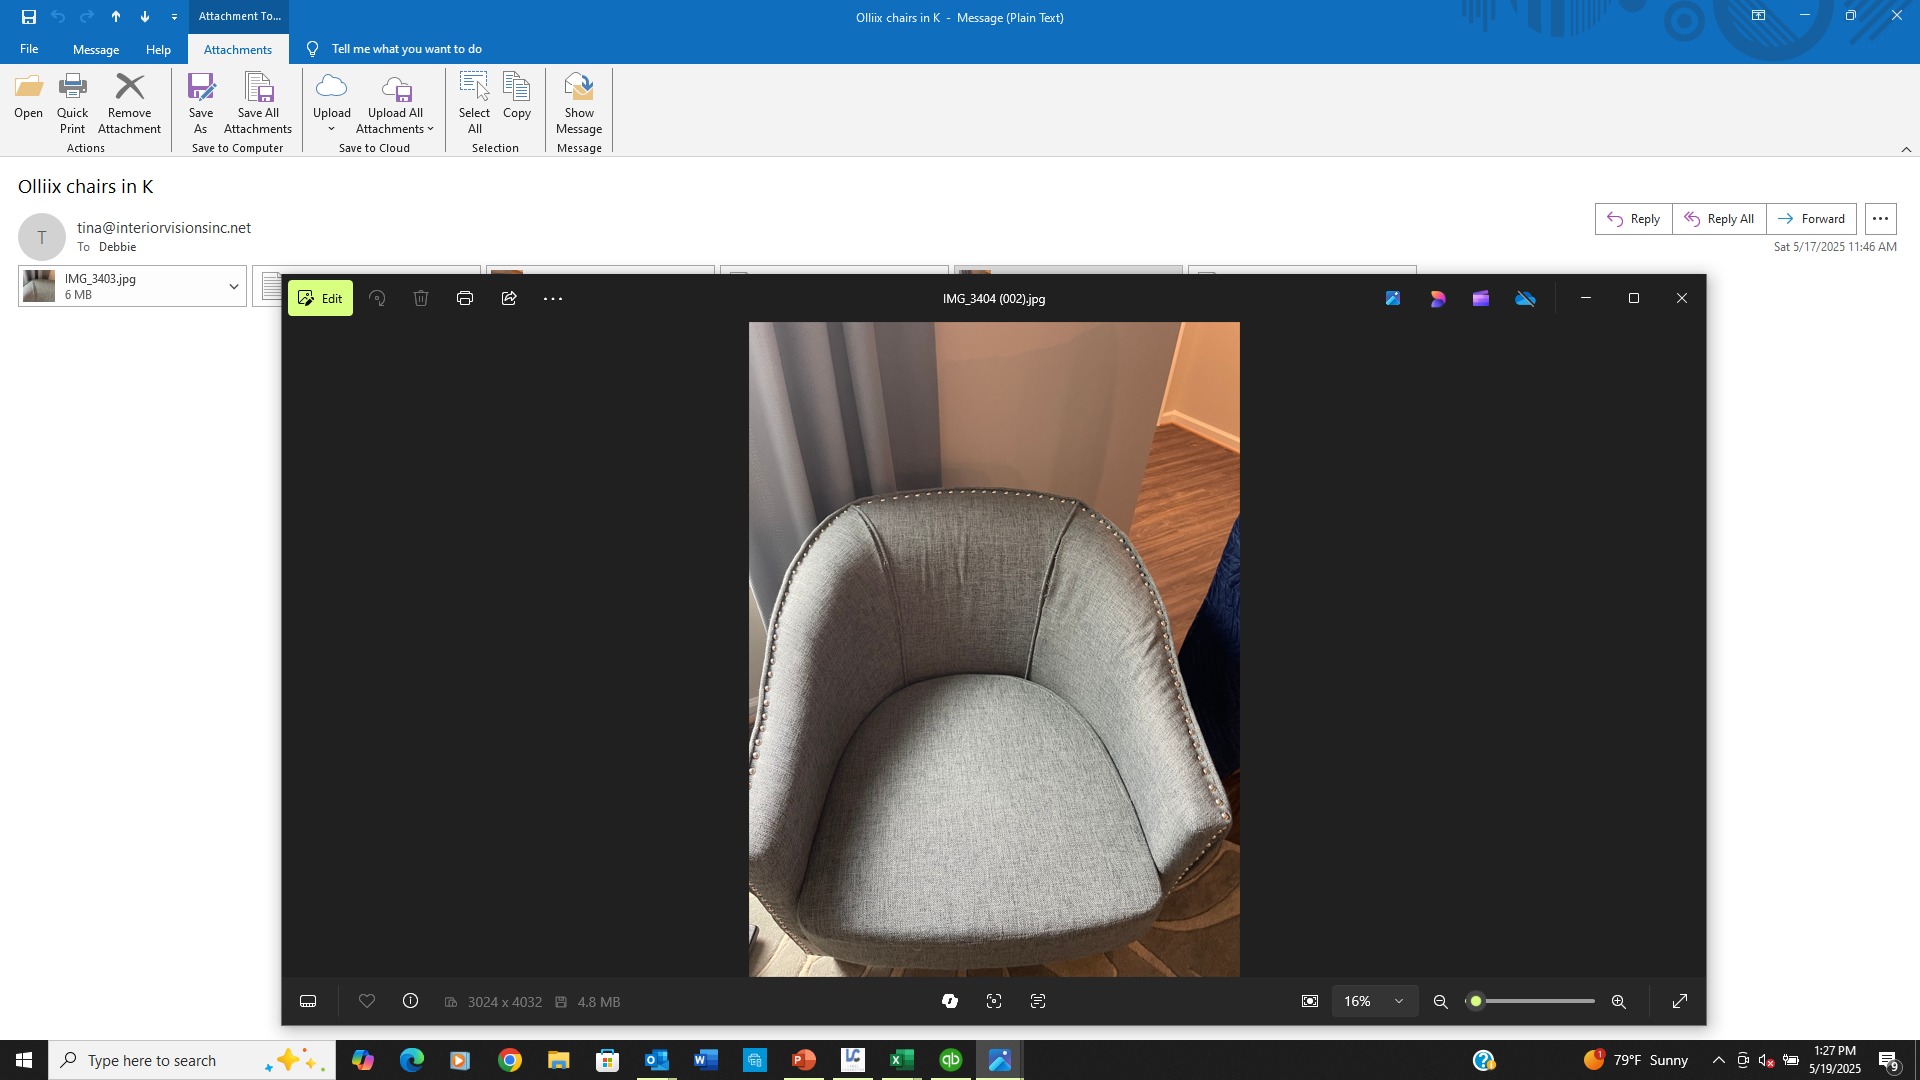 Attachment To...
Olliix chairs in K - Message (Plain Text)
File
Message
Help
Attachments
Tell me what you want to do
Open
Quick Print
Remove Attachment
Actions
Save As
Save All Attachments
Save to Computer
Upload
Upload All Attachments
Save to Cloud
Select All
Copy
Selection
Show Message
Message
Olliix chairs in K
T
tina@interiorvisionsinc.net
To Debbie
Reply
Reply All
Forward
Sat 5/17/2025 11:46 AM
IMG_3403.jpg
6 MB
Edit
IMG_3404 (002).jpg
3024 x 4032
4.8 MB
16%
Type here to search
1
79°F Sunny
1:27 PM
5/19/2025
9